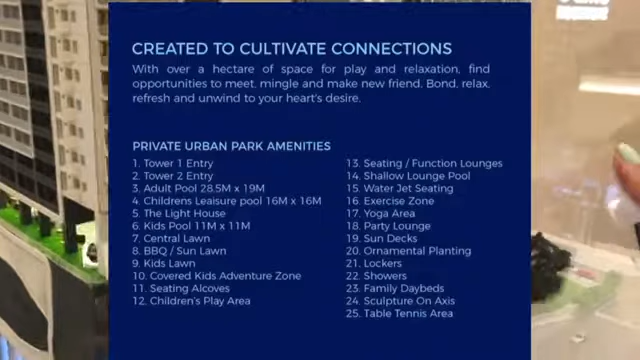 CREATED TO CULTIVATE CONNECTIONS
With over a hectare of space for play and relaxation, find
opportunities to meet, mingle and make new friend. Bond, relax,
refresh and unwind to your heart's desire.
PRIVATE URBAN PARK AMENITIES
1. Tower 1 Entry
2. Tower 2 Entry
3. Adult Pool 28.5M x 19M
4. Childrens Leaisure pool 16M x 16M
5. The Light House
6. Kids Pool 11M x 11M
7. Central Lawn
8. BBQ / Sun Lawn
9. Kids Lawn
10. Covered Kids Adventure Zone
11. Seating Alcoves
12. Children's Play Area
13. Seating / Function Lounges
14. Shallow Lounge Pool
15. Water Jet Seating
16. Exercise Zone
17. Yoga Area
18. Party Lounge
19. Sun Decks
20. Ornamental Planting
21. Lockers
22. Showers
23. Family Daybeds
24. Sculpture On Axis
25. Table Tennis Area